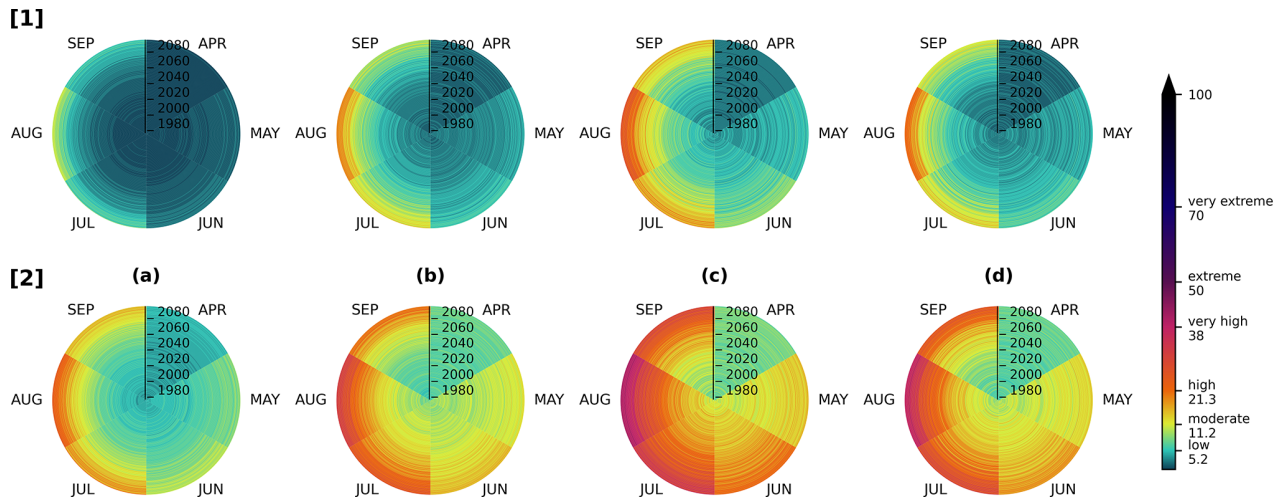 [1]
SEP 2080 APR
2060
2040
2020
2000
1980
AUG MAY
JUL JUN
SEP 2080 APR
2060
2040
2020
2000
1980
AUG MAY
JUL JUN
SEP 2080 APR
2060
2040
2020
2000
1980
AUG MAY
JUL JUN
SEP 2080 APR
2060
2040
2020
2000
1980
AUG MAY
JUL JUN
[2]
(a)
(b)
(c)
(d)
SEP 2080 APR
2060
2040
2020
2000
1980
AUG MAY
JUL JUN
SEP 2080 APR
2060
2040
2020
2000
1980
AUG MAY
JUL JUN
SEP 2080 APR
2060
2040
2020
2000
1980
AUG MAY
JUL JUN
SEP 2080 APR
2060
2040
2020
2000
1980
AUG MAY
JUL JUN
100
very extreme
70
extreme
50
very high
38
high
21.3
moderate
11.2
low
5.2